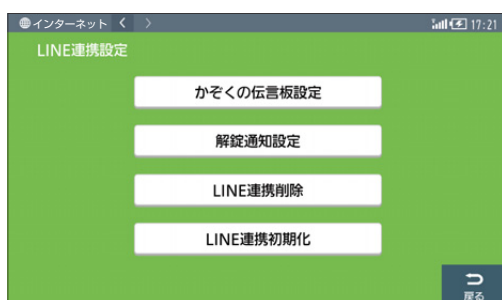 インターネット < >
17:21
LINE連携設定
かぞくの伝言板設定
解錠通知設定
LINE連携削除
LINE連携初期化
戻る